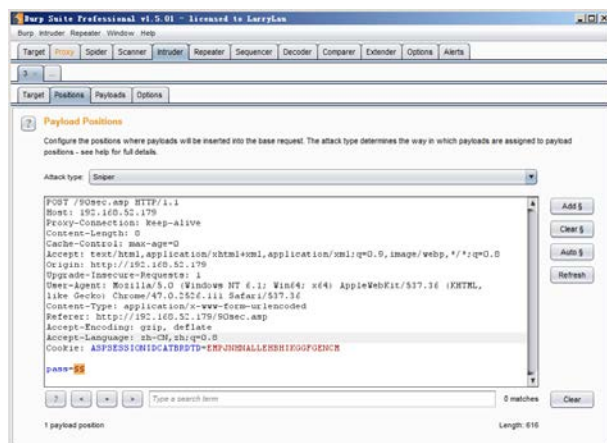 Burp Suite Professional v1.5.01 - licensed to LarryLau
Burp Intruder Repeater Window Help
Target Proxy Spider Scanner Intruder Repeater Sequencer Decoder Comparer Extender Options Alerts
3 × ...
Target Positions Payloads Options
? Payload Positions
Configure the positions where payloads will be inserted into the base request. The attack type determines the way in which payloads are assigned to payload
positions - see help for full details.
Attack type: Sniper
POST /90sec.asp HTTP/1.1
Host: 192.168.52.179
Proxy-Connection: keep-alive
Content-Length: 8
Cache-Control: max-age=0
Accept: text/html,application/xhtml+xml,application/xml;q=0.9,image/webp,*/*;q=0.8
Origin: http://192.168.52.179
Upgrade-Insecure-Requests: 1
User-Agent: Mozilla/5.0 (Windows NT 6.1; Win64; x64) AppleWebKit/537.36 (KHTML,
like Gecko) Chrome/47.0.2526.111 Safari/537.36
Content-Type: application/x-www-form-urlencoded
Referer: http://192.168.52.179/90sec.asp
Accept-Encoding: gzip, deflate
Accept-Language: zh-CN,zh;q=0.8
Cookie:
pass=§§
Add §
Clear §
Auto §
Refresh
? < + > Type a search term 0 matches Clear
1 payload position Length: 616